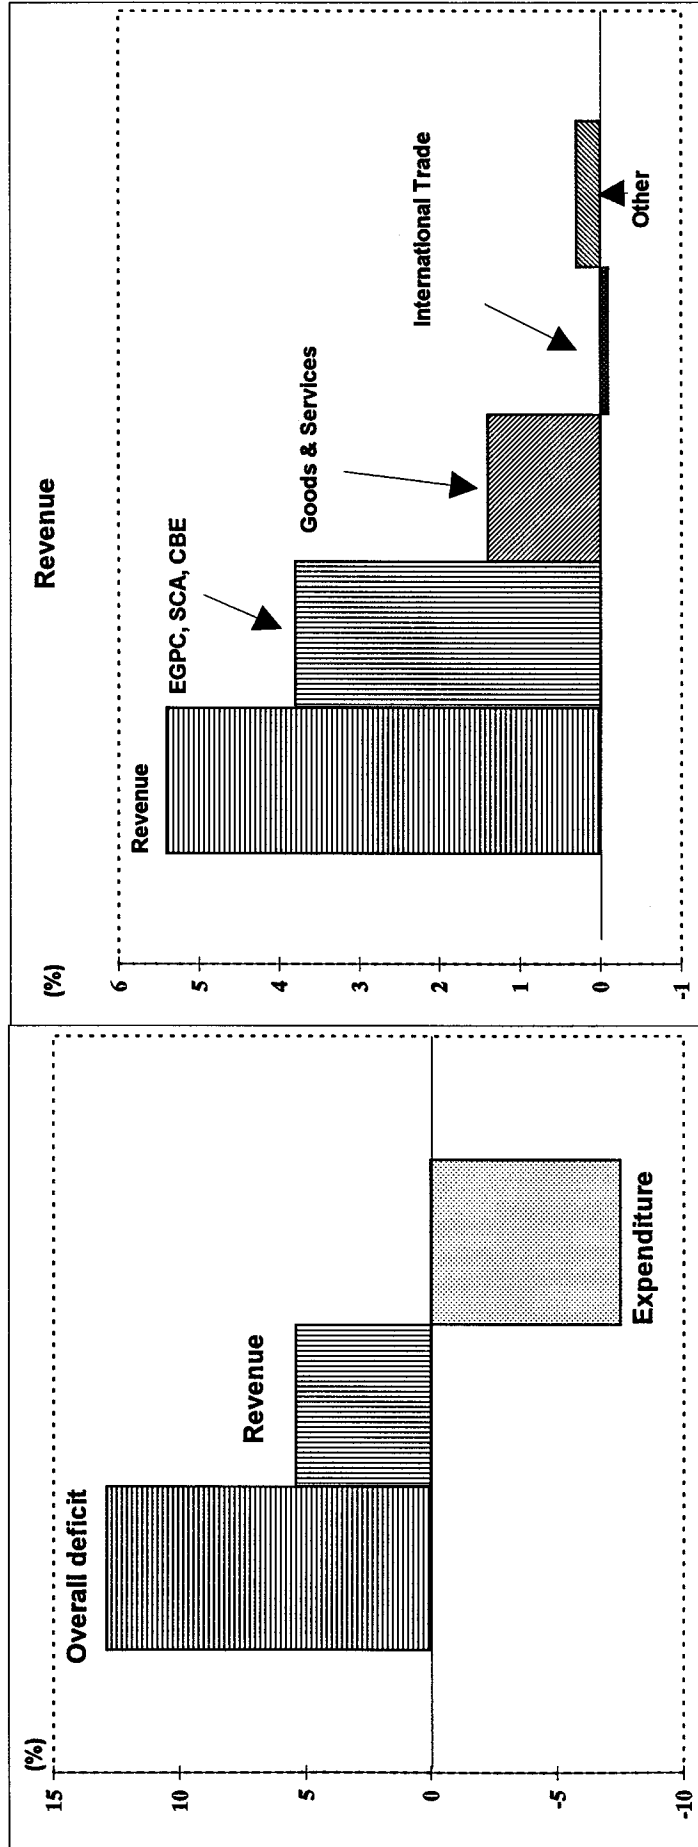 (%)
15
10
5
0
-5
-10
Overall deficit
Revenue
Expenditure
Revenue
(%)
6
5
4
3
2
1
0
-1
Revenue
EGPC, SCA, CBE
Goods & Services
International Trade
Other